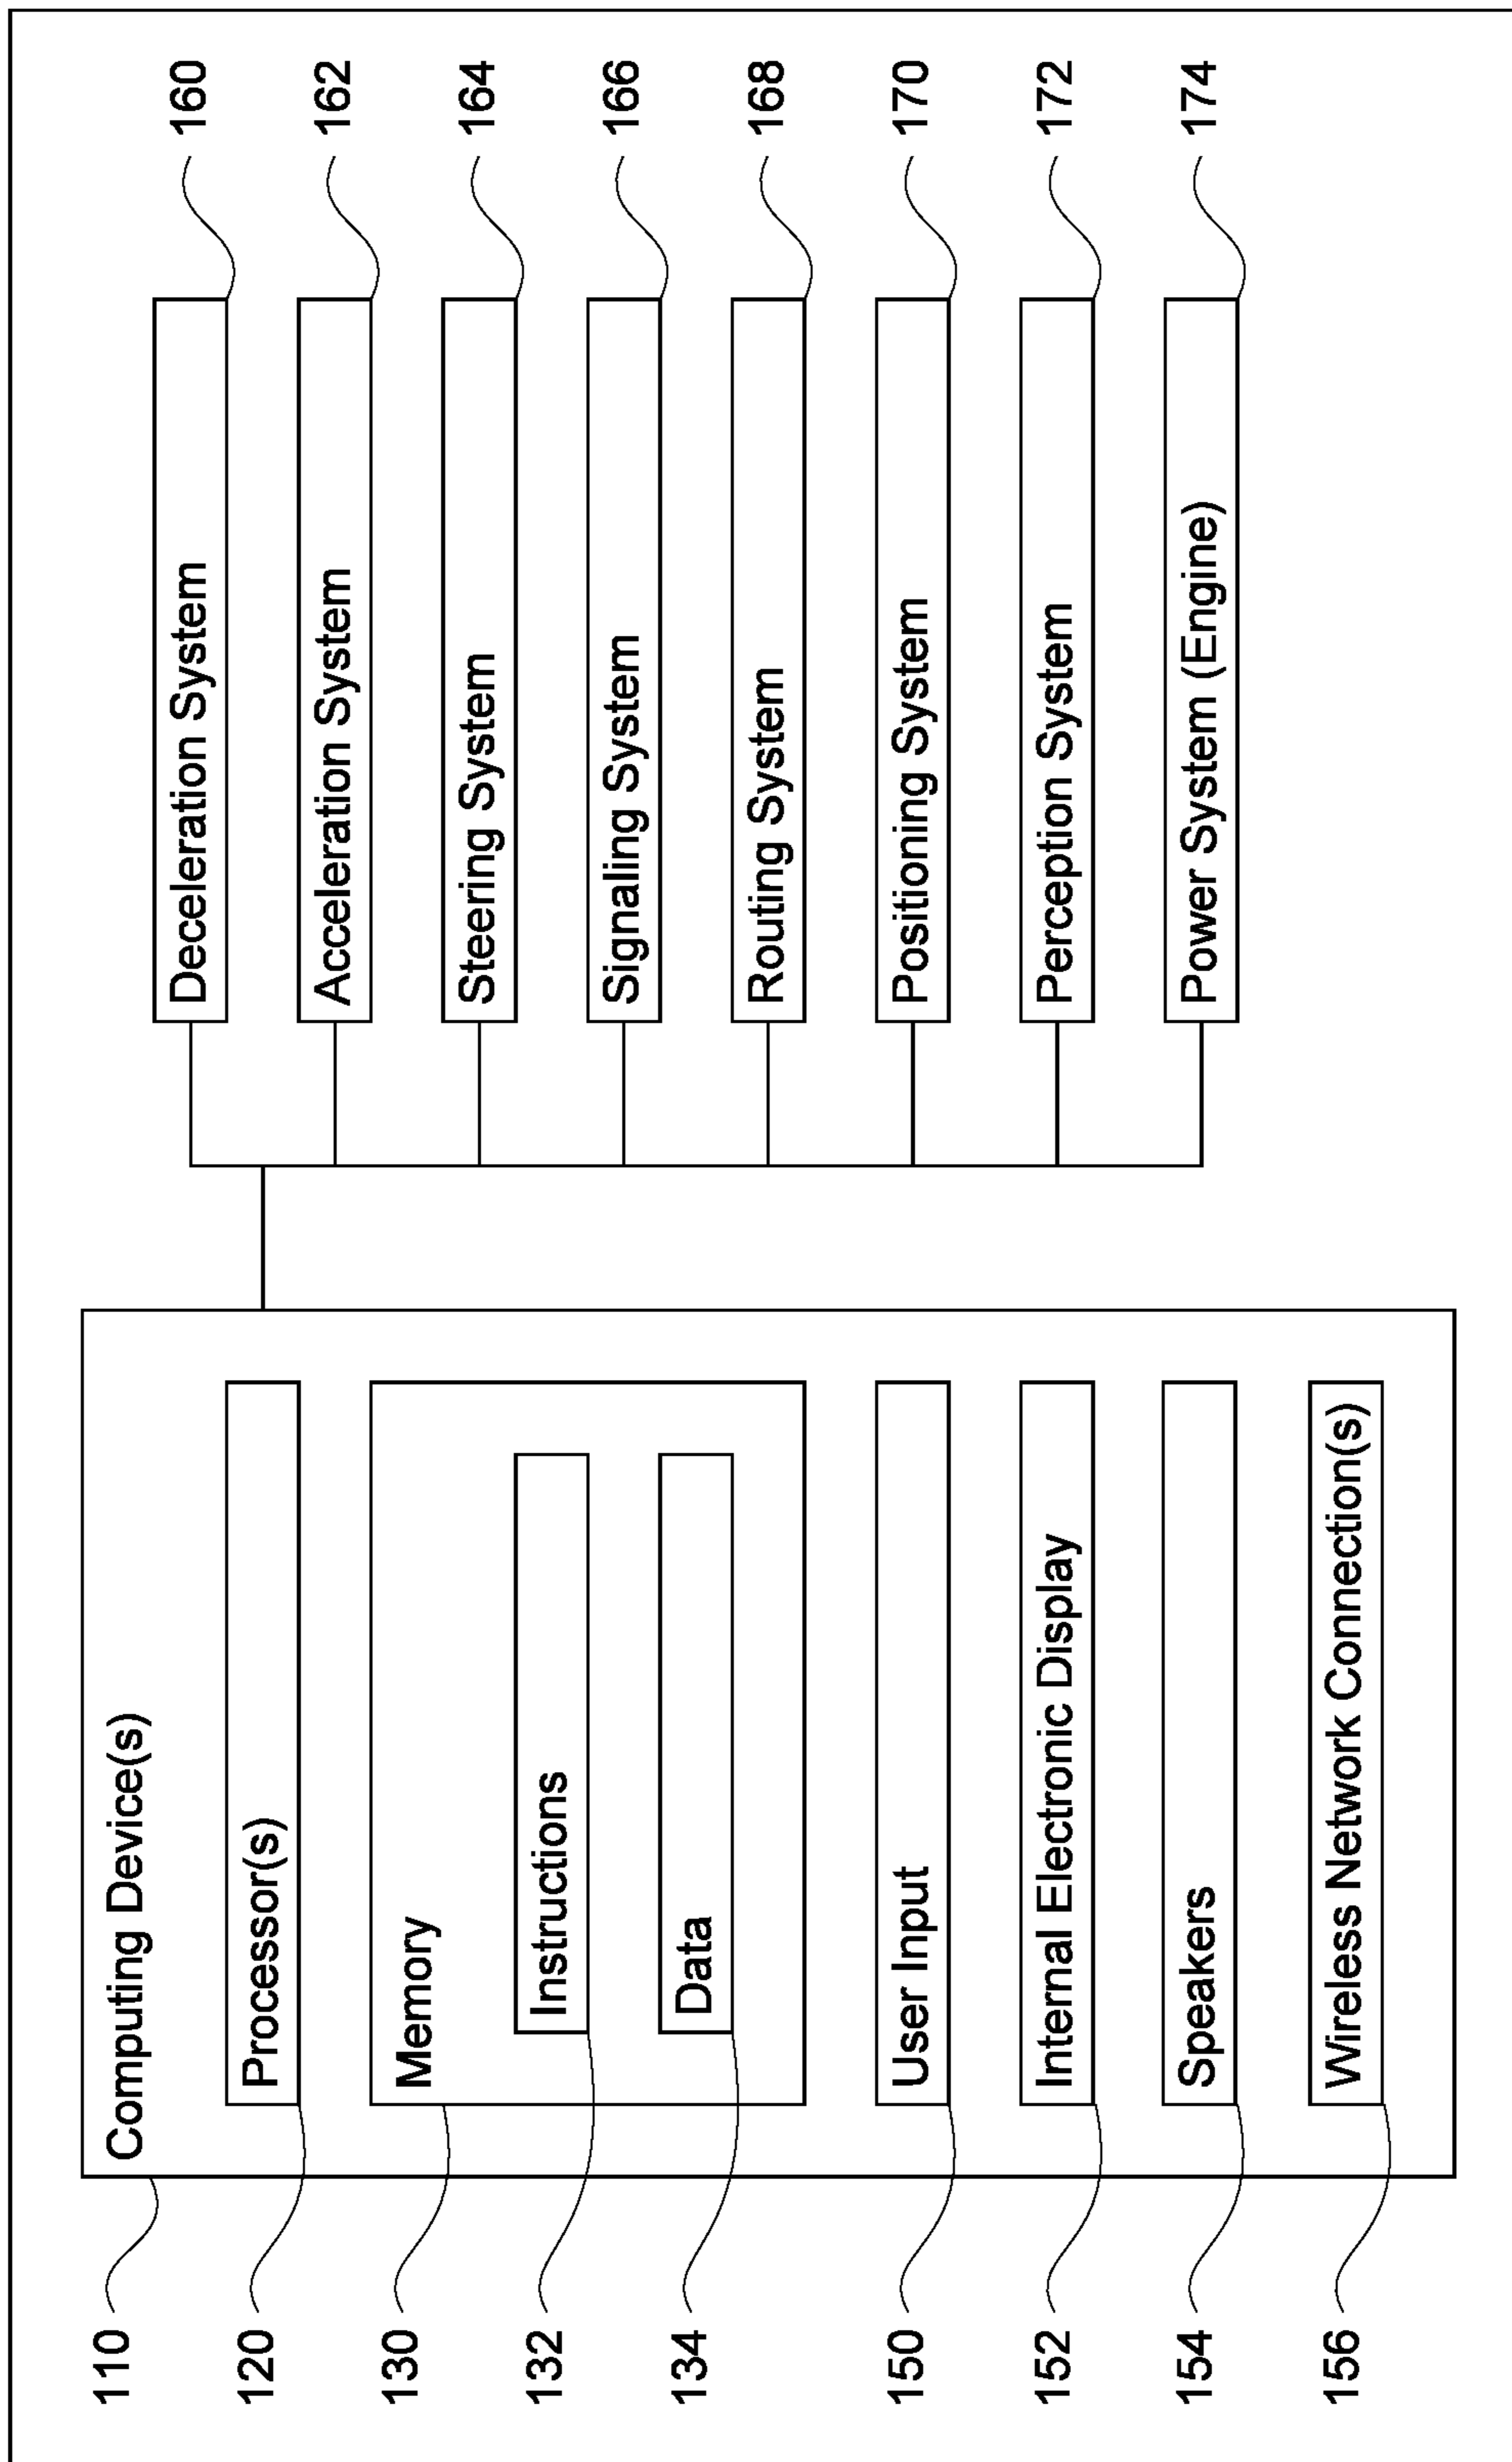 110
Computing Device(s)
120
Processor(s)
130
Memory
132
Instructions
134
Data
150
User Input
152
Internal Electronic Display
154
Speakers
156
Wireless Network Connection(s)
Deceleration System
160
Acceleration System
162
Steering System
164
Signaling System
166
Routing System
168
Positioning System
170
Perception System
172
Power System (Engine)
174